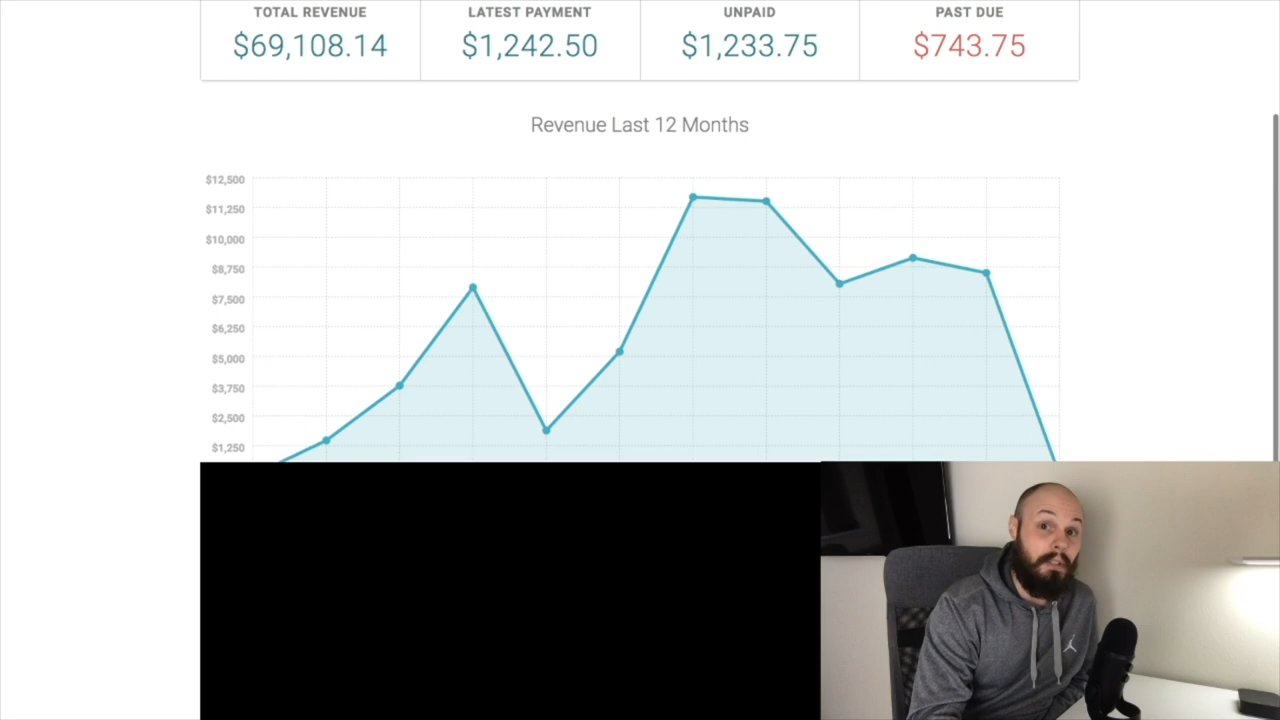 TOTAL REVENUE
$69,108.14
LATEST PAYMENT
$1,242.50
UNPAID
$1,233.75
PAST DUE
$743.75
Revenue Last 12 Months
$12,500
$11,250
$10,000
$8,750
$7,500
$6,250
$5,000
$3,750
$2,500
$1,250